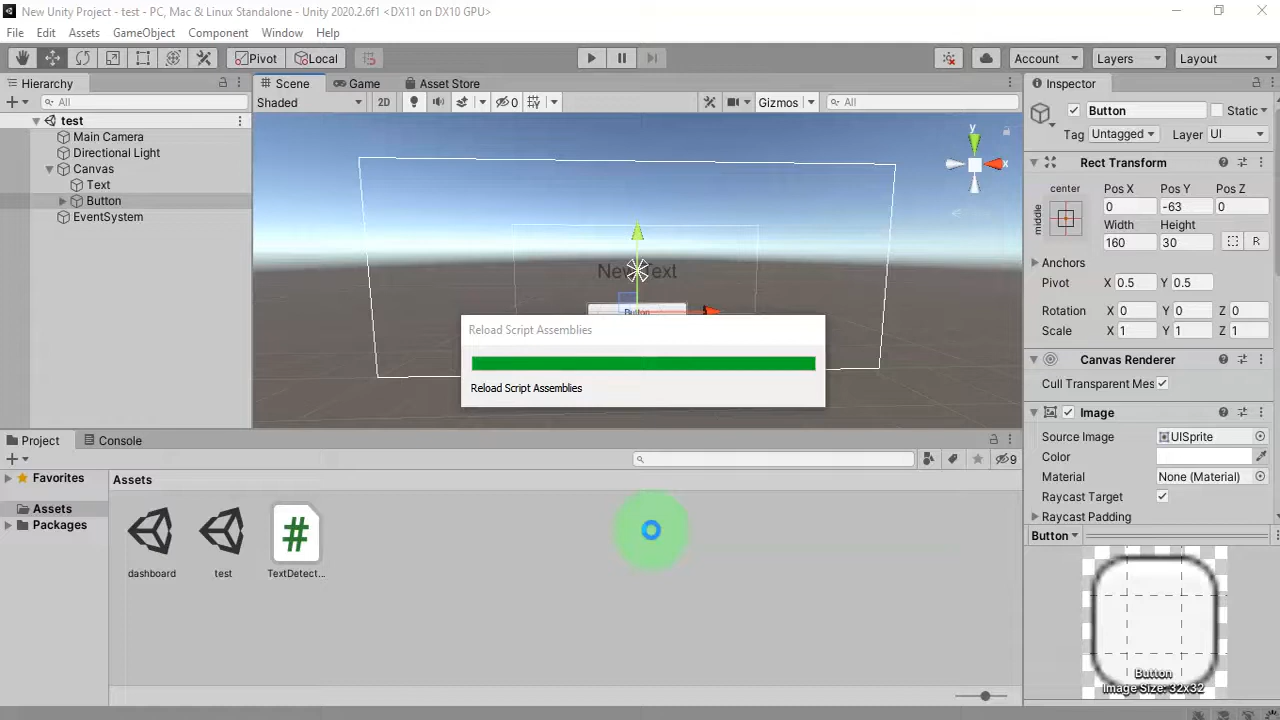 New Unity Project - test - PC, Mac & Linux Standalone - Unity 2020.2.6f1 <DX11 on DX10 GPU>
File Edit Assets GameObject Component Window Help
Pivot Local Account Layers Layout
Hierarchy
All
test
Main Camera
Directional Light
Canvas
Text
Button
EventSystem
Scene Game Asset Store
Shaded 2D 0 Gizmos All
y
x
New Text
Button
Reload Script Assemblies
Reload Script Assemblies
Inspector
Button Static
Tag Untagged Layer UI
Rect Transform
center Pos X Pos Y Pos Z
middle 0 -63 0
Width Height
160 30 R
Anchors
Pivot X 0.5 Y 0.5
Rotation X 0 Y 0 Z 0
Scale X 1 Y 1 Z 1
Canvas Renderer
Cull Transparent Mes
Image
Source Image UISprite
Color
Material None (Material)
Raycast Target
Raycast Padding
Button
Button
Image Size: 32x32
Project Console
9
Favorites
Assets
Packages
Assets
dashboard test TextDetect...